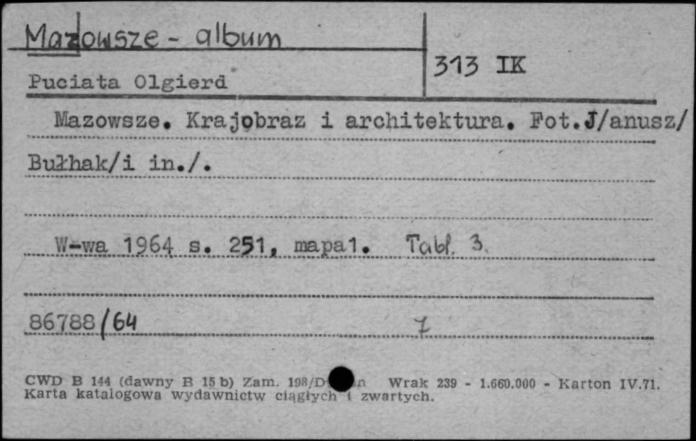 Mazowsze - album
313 IK
Puciata Olgierd
Mazowsze. Krajobraz i architektura. Fot.J/anusz/
Bułhak/i in./.
W-wa 1964 s. 251, mapa1. Tabl. 3.
86788/64 7
CWD B 144 (dawny B 15 b) Zam. 198/D Wrak 239 - 1.660.000 - Karton IV.71.
Karta katalogowa wydawnictw ciągłych i zwartych.